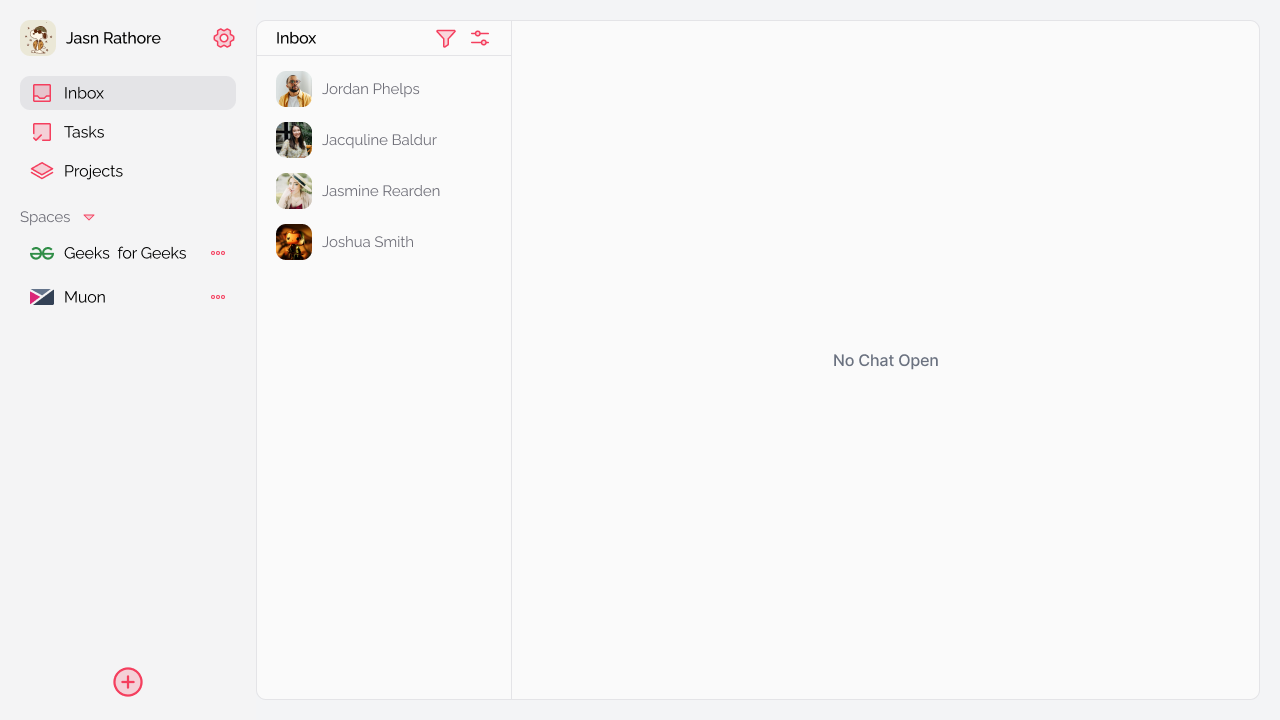 Jasn Rathore
Inbox
Tasks
Projects
Spaces
Geeks for Geeks
Muon
Inbox
Jordan Phelps
Jacquline Baldur
Jasmine Rearden
Joshua Smith
No Chat Open